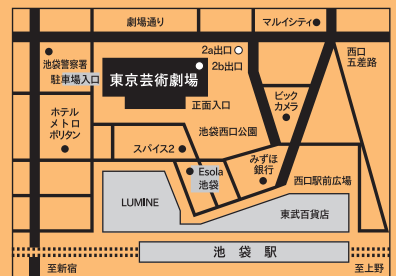 劇場通り
マルイシティ
2a出口
2b出口
西口
五差路
池袋警察署
駐車場入口
東京芸術劇場
正面入口
ビック
カメラ
ホテル
メトロ
ポリタン
池袋西口公園
スパイス2
Esola
池袋
みずほ
銀行
西口駅前広場
LUMINE
東武百貨店
池袋駅
至新宿
至上野